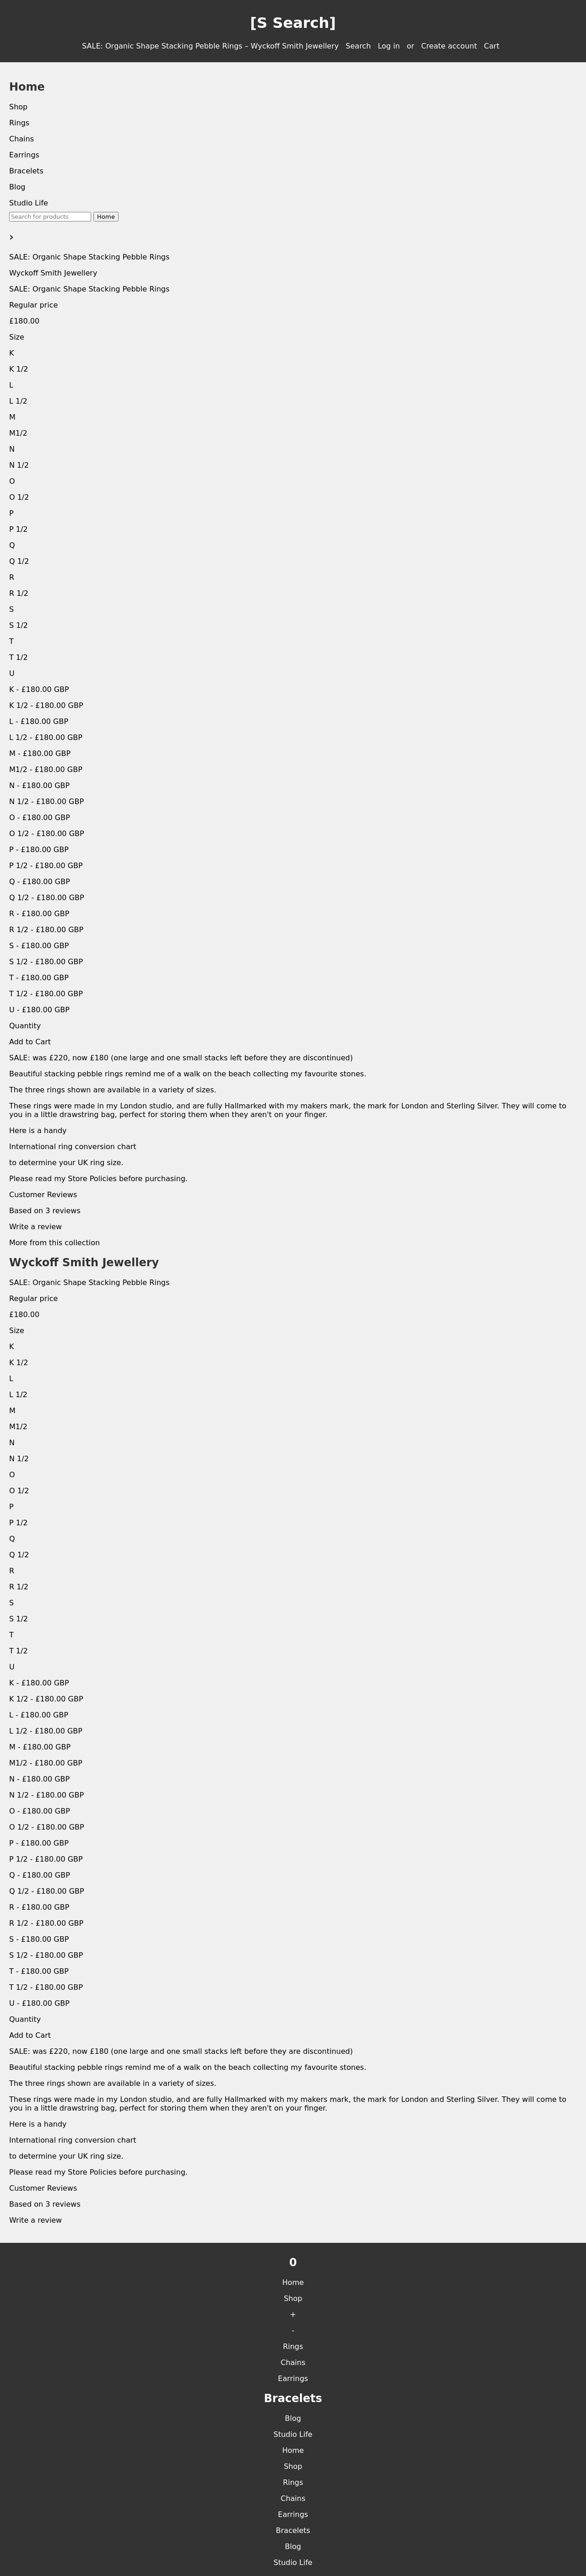 [S Search]
SALE: Organic Shape Stacking Pebble Rings – Wyckoff Smith Jewellery Search Log in or Create account Cart
Home
Shop
Rings
Chains
Earrings
Bracelets
Blog
Studio Life
Search for products Home
›
SALE: Organic Shape Stacking Pebble Rings
Wyckoff Smith Jewellery
SALE: Organic Shape Stacking Pebble Rings
Regular price
£180.00
Size
K
K 1/2
L
L 1/2
M
M1/2
N
N 1/2
O
O 1/2
P
P 1/2
Q
Q 1/2
R
R 1/2
S
S 1/2
T
T 1/2
U
K - £180.00 GBP
K 1/2 - £180.00 GBP
L - £180.00 GBP
L 1/2 - £180.00 GBP
M - £180.00 GBP
M1/2 - £180.00 GBP
N - £180.00 GBP
N 1/2 - £180.00 GBP
O - £180.00 GBP
O 1/2 - £180.00 GBP
P - £180.00 GBP
P 1/2 - £180.00 GBP
Q - £180.00 GBP
Q 1/2 - £180.00 GBP
R - £180.00 GBP
R 1/2 - £180.00 GBP
S - £180.00 GBP
S 1/2 - £180.00 GBP
T - £180.00 GBP
T 1/2 - £180.00 GBP
U - £180.00 GBP
Quantity
Add to Cart
SALE: was £220, now £180 (one large and one small stacks left before they are discontinued)
Beautiful stacking pebble rings remind me of a walk on the beach collecting my favourite stones.
The three rings shown are available in a variety of sizes.
These rings were made in my London studio, and are fully Hallmarked with my makers mark, the mark for London and Sterling Silver. They will come to
you in a little drawstring bag, perfect for storing them when they aren't on your finger.
Here is a handy
International ring conversion chart
to determine your UK ring size.
Please read my Store Policies before purchasing.
Customer Reviews
Based on 3 reviews
Write a review
More from this collection
Wyckoff Smith Jewellery
SALE: Organic Shape Stacking Pebble Rings
Regular price
£180.00
Size
K
K 1/2
L
L 1/2
M
M1/2
N
N 1/2
O
O 1/2
P
P 1/2
Q
Q 1/2
R
R 1/2
S
S 1/2
T
T 1/2
U
K - £180.00 GBP
K 1/2 - £180.00 GBP
L - £180.00 GBP
L 1/2 - £180.00 GBP
M - £180.00 GBP
M1/2 - £180.00 GBP
N - £180.00 GBP
N 1/2 - £180.00 GBP
O - £180.00 GBP
O 1/2 - £180.00 GBP
P - £180.00 GBP
P 1/2 - £180.00 GBP
Q - £180.00 GBP
Q 1/2 - £180.00 GBP
R - £180.00 GBP
R 1/2 - £180.00 GBP
S - £180.00 GBP
S 1/2 - £180.00 GBP
T - £180.00 GBP
T 1/2 - £180.00 GBP
U - £180.00 GBP
Quantity
Add to Cart
SALE: was £220, now £180 (one large and one small stacks left before they are discontinued)
Beautiful stacking pebble rings remind me of a walk on the beach collecting my favourite stones.
The three rings shown are available in a variety of sizes.
These rings were made in my London studio, and are fully Hallmarked with my makers mark, the mark for London and Sterling Silver. They will come to
you in a little drawstring bag, perfect for storing them when they aren't on your finger.
Here is a handy
International ring conversion chart
to determine your UK ring size.
Please read my Store Policies before purchasing.
Customer Reviews
Based on 3 reviews
Write a review
0
Home
Shop
+
-
Rings
Chains
Earrings
Bracelets
Blog
Studio Life
Home
Shop
Rings
Chains
Earrings
Bracelets
Blog
Studio Life